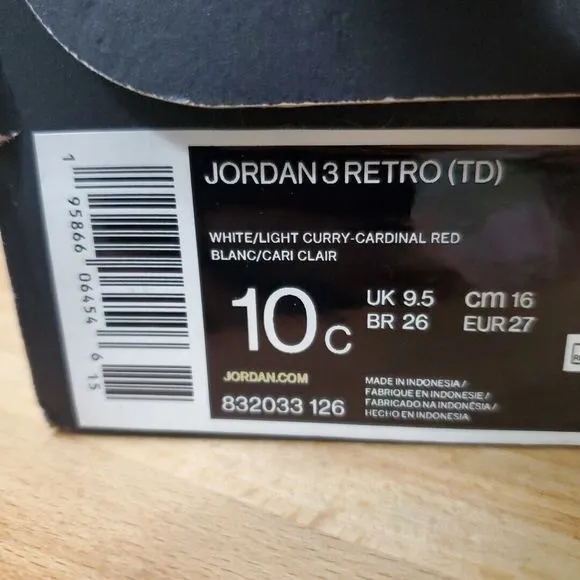 JORDAN 3 RETRO (TD)
WHITE/LIGHT CURRY-CARDINAL RED
BLANC/CARI CLAIR
10 C
UK 9.5 cm 16
BR 26 EUR 27
JORDAN.COM
832033 126
MADE IN INDONESIA /
FABRIQUE EN INDONESIE /
FABRICADO NA INDONÉSIA /
HECHO EN INDONESIA
1 95866 06454 6 15